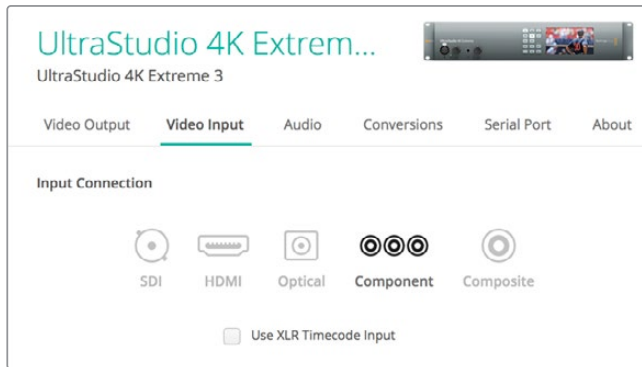 UltraStudio 4K Extrem...
UltraStudio 4K Extreme 3
Video Output Video Input Audio Conversions Serial Port About
Input Connection
SDI HDMI Optical Component Composite
Use XLR Timecode Input